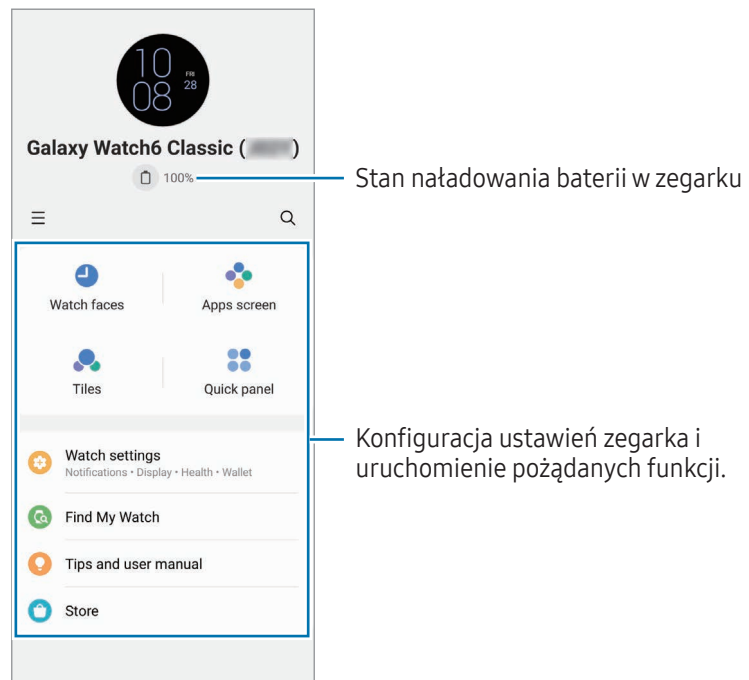 10
08
FRI
28
Galaxy Watch6 Classic ( )
100%
Stan naładowania baterii w zegarku
Watch faces
Apps screen
Tiles
Quick panel
Konfiguracja ustawień zegarka i
uruchomienie pożądanych funkcji.
Watch settings
Notifications • Display • Health • Wallet
Find My Watch
Tips and user manual
Store